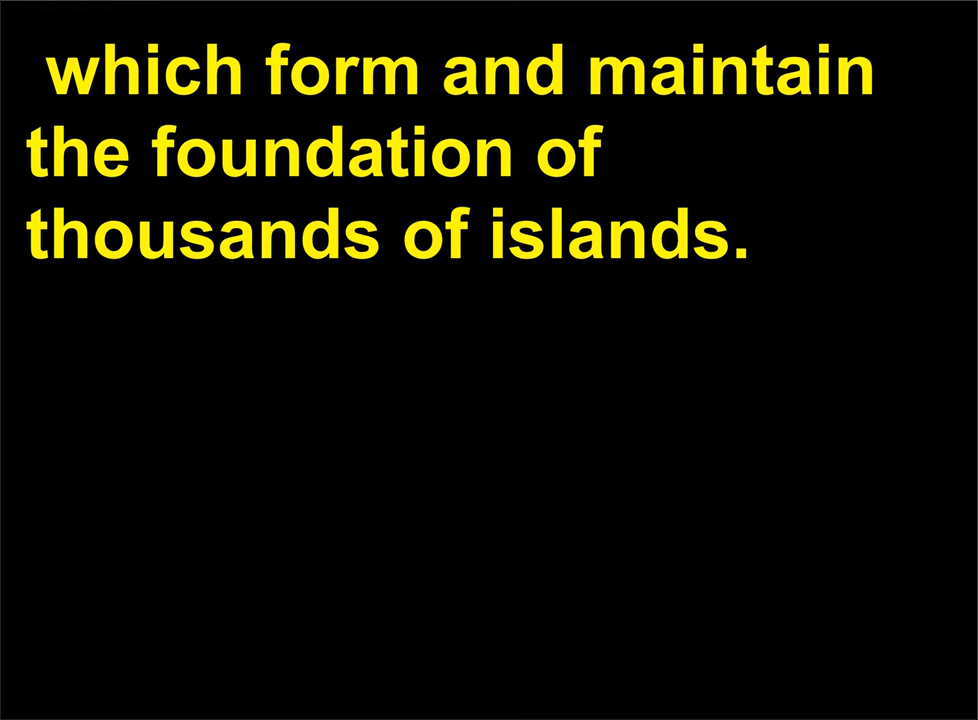 which form and maintain
the foundation of
thousands of islands.